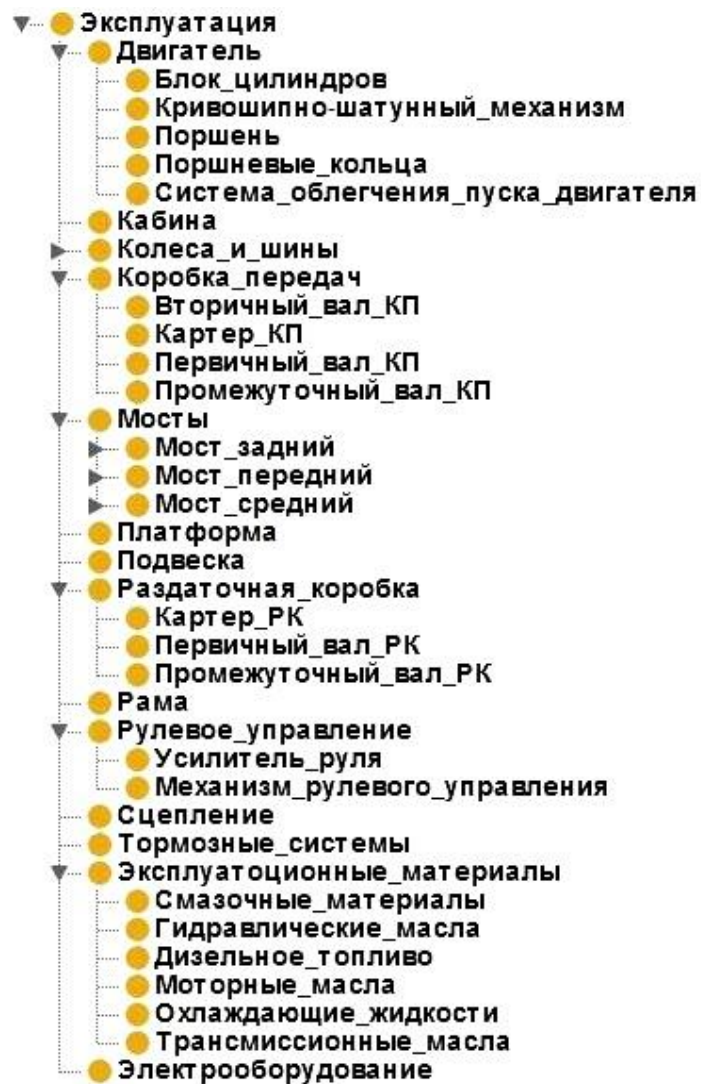 Эксплуатация
Двигатель
Блок_цилиндров
Кривошипно-шатунный_механизм
Поршень
Поршневые_кольца
Система_облегчения_пуска_двигателя
Кабина
Колеса_и_шины
Коробка_передач
Вторичный_вал_КП
Картер_КП
Первичный_вал_КП
Промежуточный_вал_КП
Мосты
Мост_задний
Мост_передний
Мост_средний
Платформа
Подвеска
Раздаточная_коробка
Картер_РК
Первичный_вал_РК
Промежуточный_вал_РК
Рама
Рулевое_управление
Усилитель_руля
Механизм_рулевого_управления
Сцепление
Тормозные_системы
Эксплуатоционные_материалы
Смазочные_материалы
Гидравлические_масла
Дизельное_топливо
Моторные_масла
Охлаждающие_жидкости
Трансмиссионные_масла
Электрооборудование